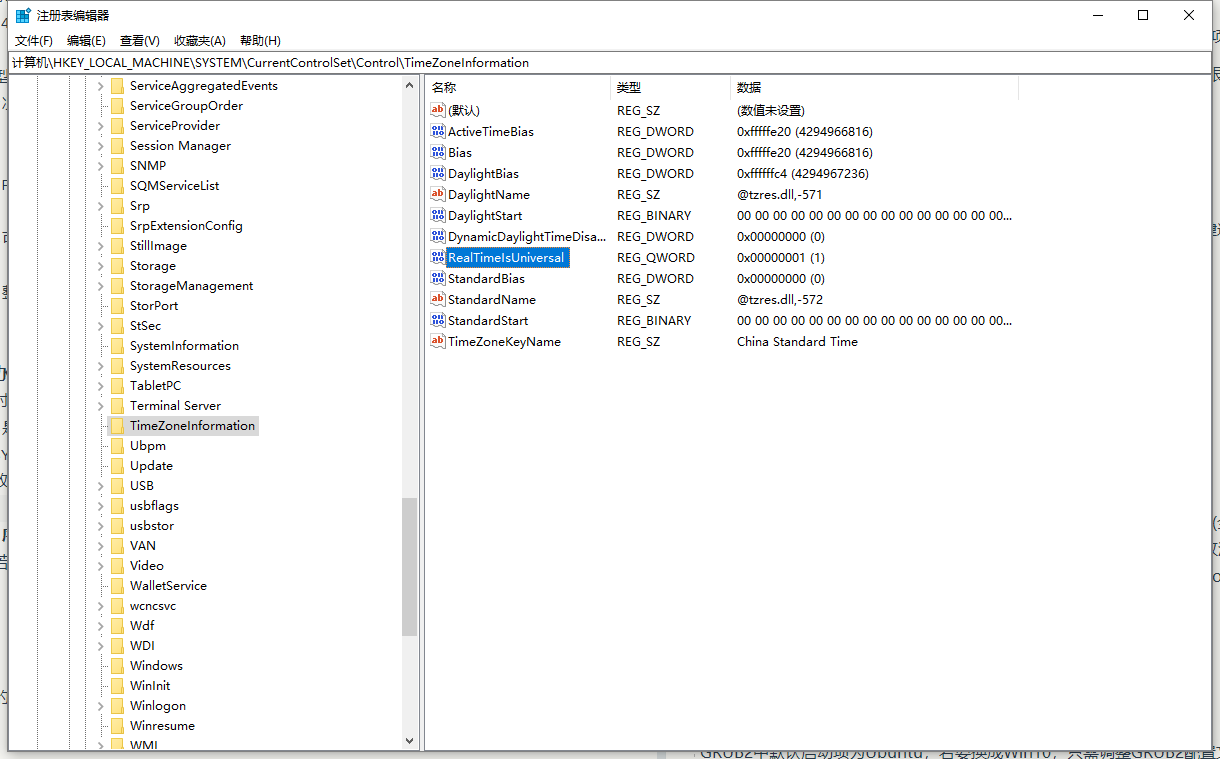 注册表编辑器
文件(F) 编辑(E) 查看(V) 收藏夹(A) 帮助(H)
计算机\HKEY_LOCAL_MACHINE\SYSTEM\CurrentControlSet\Control\TimeZoneInformation
ServiceAggregatedEvents
ServiceGroupOrder
ServiceProvider
Session Manager
SNMP
SQMServiceList
Srp
SrpExtensionConfig
StillImage
Storage
StorageManagement
StorPort
StSec
SystemInformation
SystemResources
TabletPC
Terminal Server
TimeZoneInformation
Ubpm
Update
USB
usbflags
usbstor
VAN
Video
WalletService
wcncsvc
Wdf
WDI
Windows
WinInit
Winlogon
Winresume
WMI
名称 类型 数据
(默认) REG_SZ (数值未设置)
ActiveTimeBias REG_DWORD 0xfffffe20 (4294966816)
Bias REG_DWORD 0xfffffe20 (4294966816)
DaylightBias REG_DWORD 0xffffffc4 (4294967236)
DaylightName REG_SZ @tzres.dll,-571
DaylightStart REG_BINARY 00 00 00 00 00 00 00 00 00 00 00 00 00 00 00...
DynamicDaylightTimeDisa... REG_DWORD 0x00000000 (0)
RealTimeIsUniversal REG_QWORD 0x00000001 (1)
StandardBias REG_DWORD 0x00000000 (0)
StandardName REG_SZ @tzres.dll,-572
StandardStart REG_BINARY 00 00 00 00 00 00 00 00 00 00 00 00 00 00 00...
TimeZoneKeyName REG_SZ China Standard Time
GRUB2中默认启动项为Ubuntu，若要换成Win10，只需调整GRUB2配置